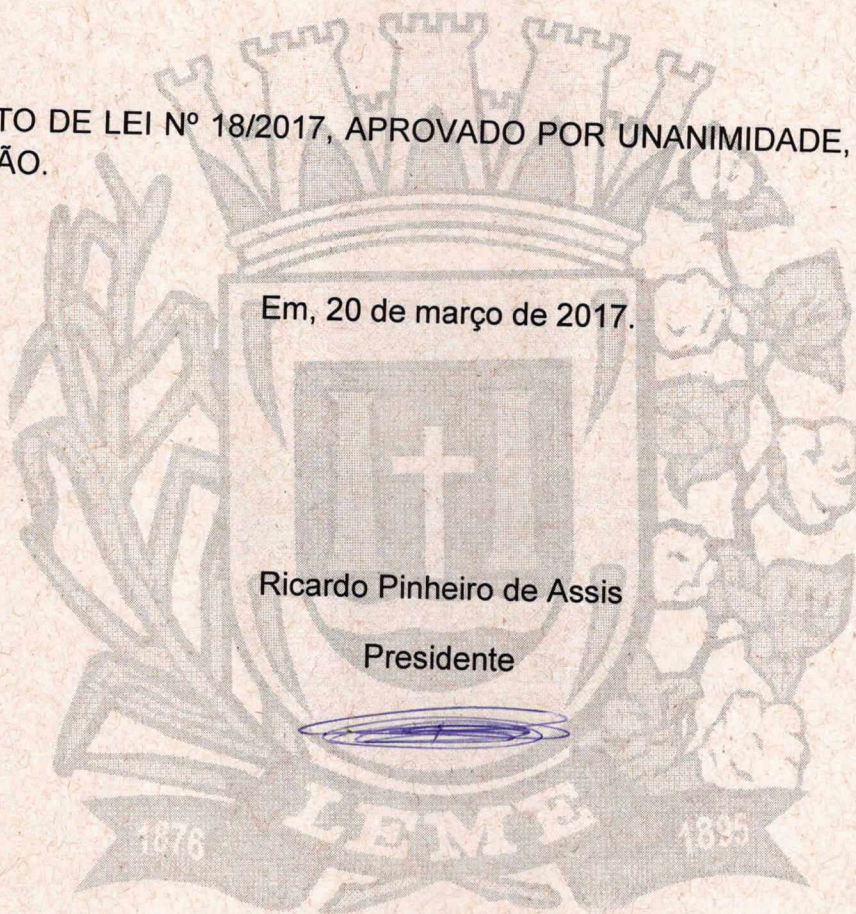 TO DE LEI Nº 18/2017, APROVADO POR UNANIMIDADE,
ÃO.
Em, 20 de março de 2017.
Ricardo Pinheiro de Assis
Presidente
1876 LEME 1895